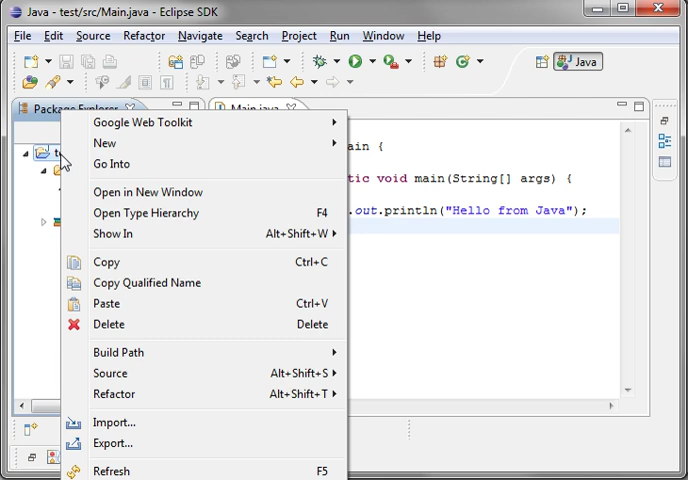 Java - test/src/Main.java - Eclipse SDK
File Edit Source Refactor Navigate Search Project Run Window Help
Java
Package Explorer Main.java
Google Web Toolkit
New
Go Into
Open in New Window
Open Type Hierarchy F4
Show In Alt+Shift+W
Copy Ctrl+C
Copy Qualified Name
Paste Ctrl+V
Delete Delete
Build Path
Source Alt+Shift+S
Refactor Alt+Shift+T
Import...
Export...
Refresh F5
ain {
tic void main(String[] args) {
.out.println("Hello from Java");